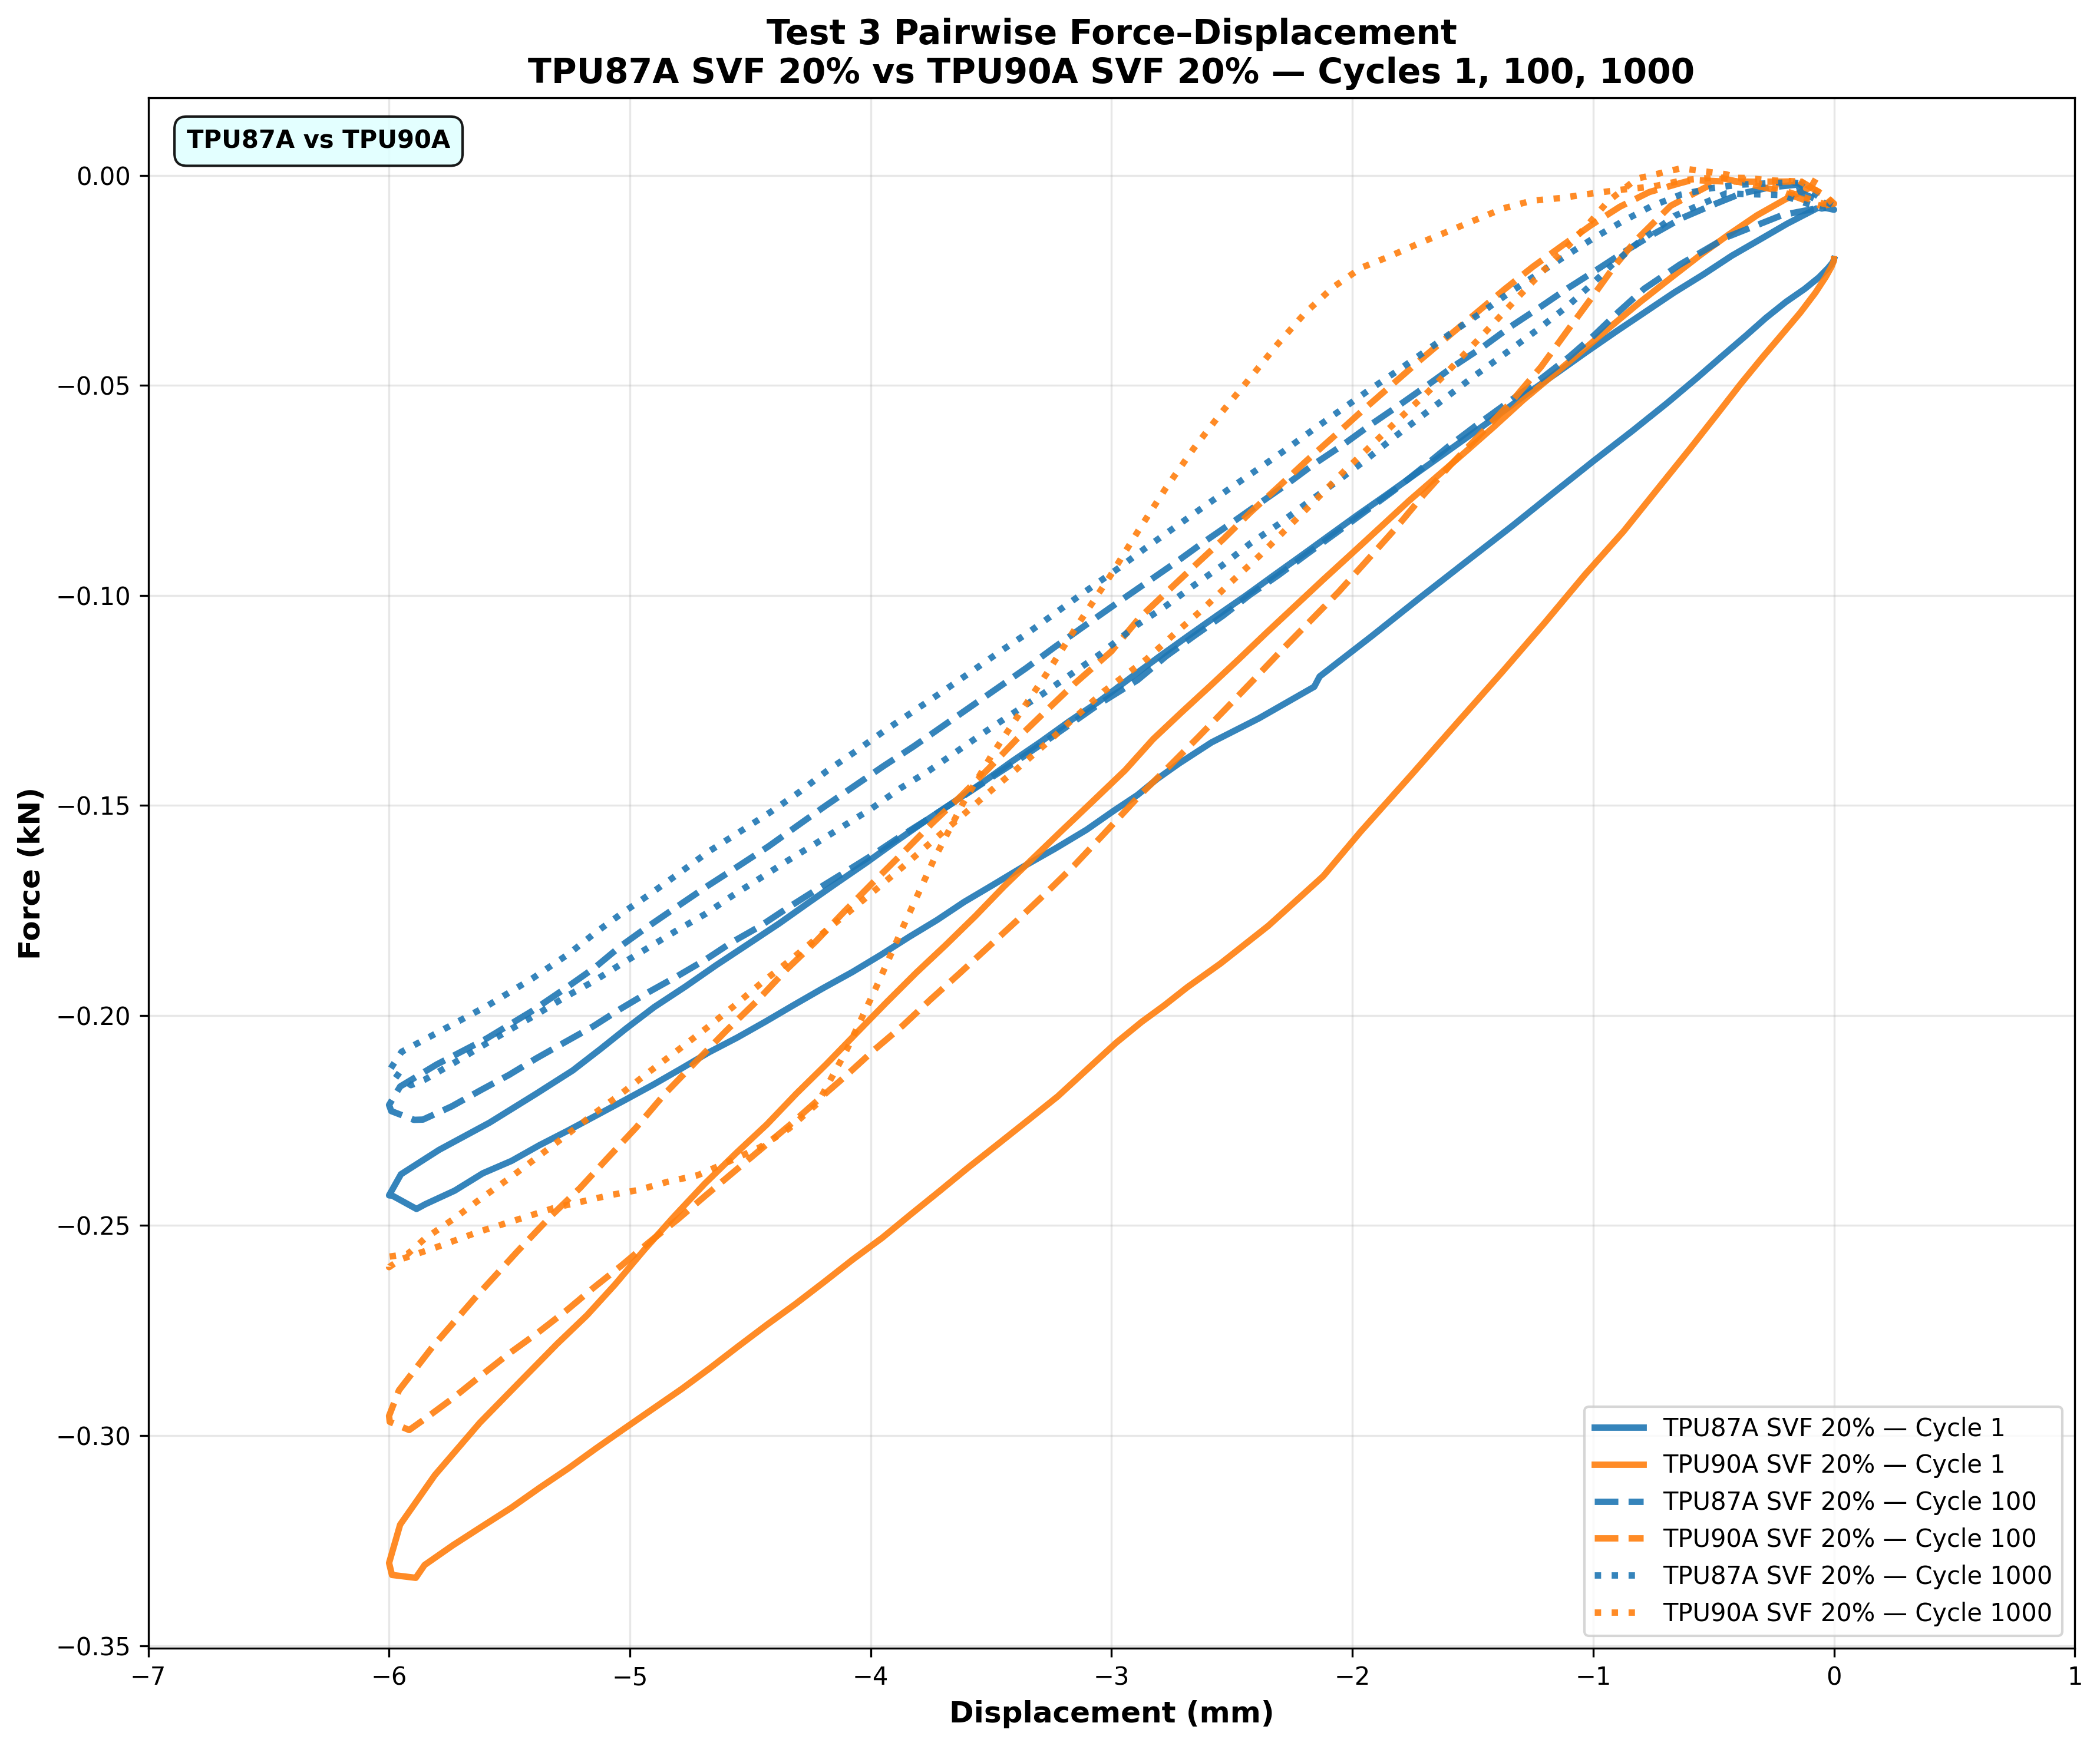 Test 3 Pairwise Force–Displacement
TPU87A SVF 20% vs TPU90A SVF 20% — Cycles 1, 100, 1000
TPU87A vs TPU90A
0.00
−0.05
−0.10
−0.15
−0.20
−0.25
−0.30
−0.35
Force (kN)
TPU87A SVF 20% — Cycle 1
TPU90A SVF 20% — Cycle 1
TPU87A SVF 20% — Cycle 100
TPU90A SVF 20% — Cycle 100
TPU87A SVF 20% — Cycle 1000
TPU90A SVF 20% — Cycle 1000
−7 −6 −5 −4 −3 −2 −1 0 1
Displacement (mm)